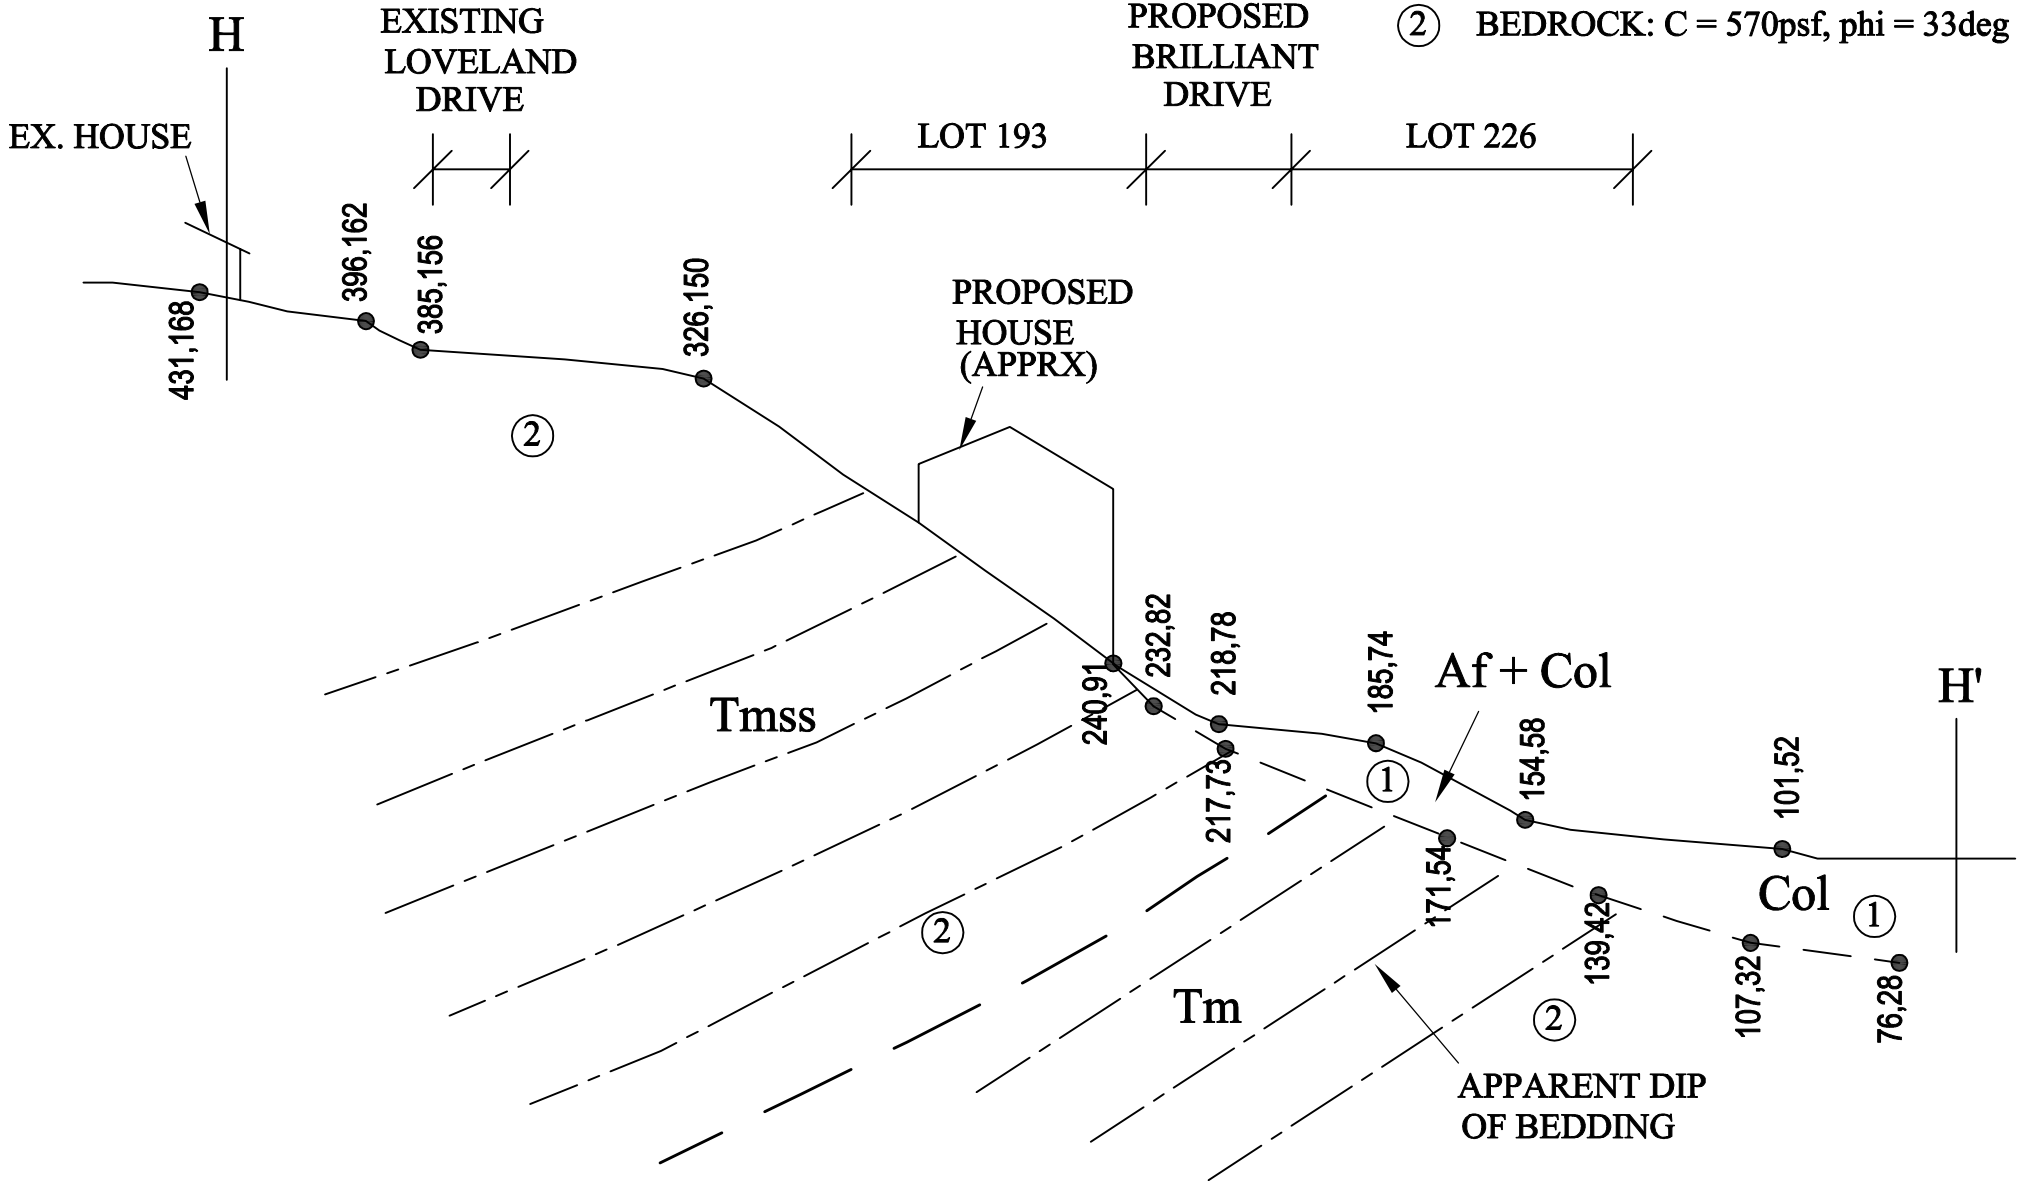 H
EXISTING
LOVELAND
DRIVE
PROPOSED
BRILLIANT
DRIVE
2 BEDROCK: C = 570psf, phi = 33deg
EX. HOUSE
LOT 193
LOT 226
431,168
396,162
385,156
326,150
PROPOSED
HOUSE
(APPRX)
2
240,91
232,82
218,78
217,73
185,74
1
Af + Col
154,58
101,52
H'
Tmss
171,54
139,42
Col
1
107,32
76,28
2
Tm
2
APPARENT DIP
OF BEDDING